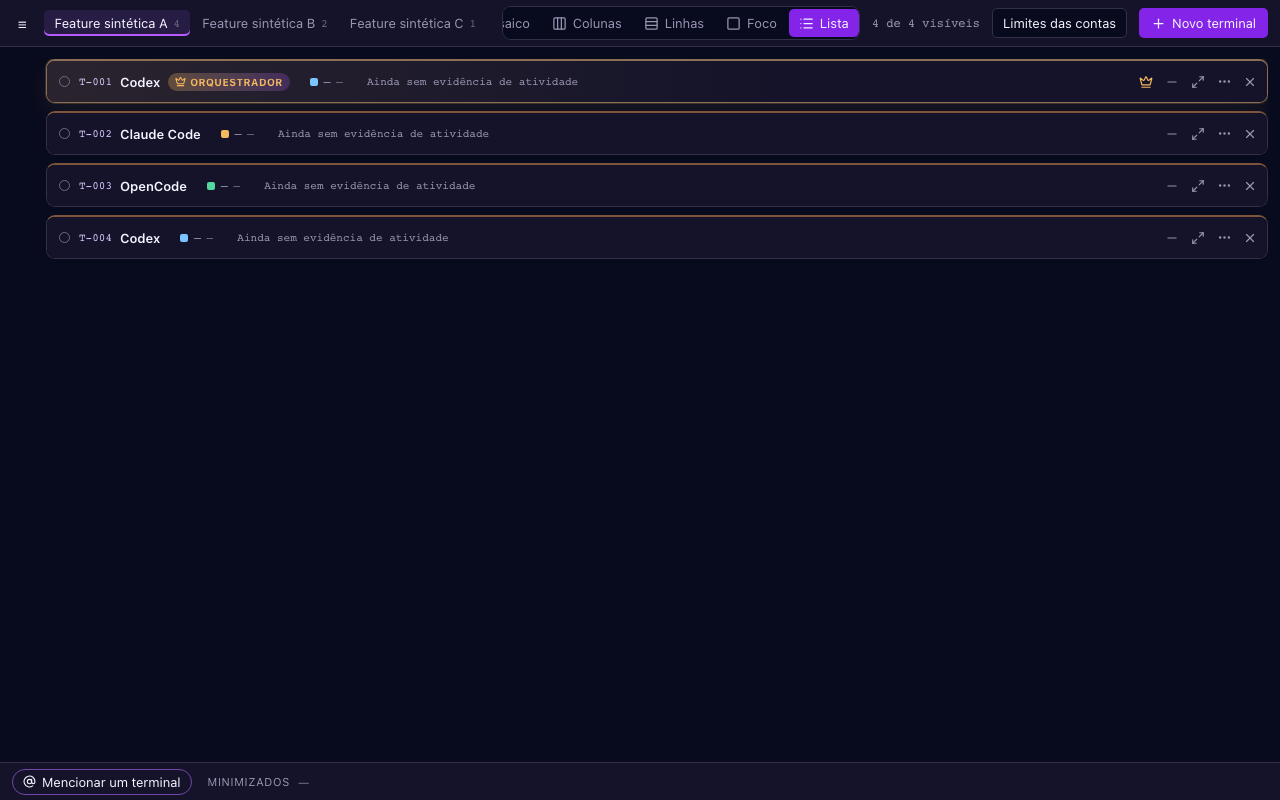 Feature sintética A 4 Feature sintética B 2 Feature sintética C 1 Colunas Linhas Foco Lista 4 de 4 visíveis Limites das contas + Novo terminal
T-001 Codex ORQUESTRADOR — — Ainda sem evidência de atividade
T-002 Claude Code — — Ainda sem evidência de atividade
T-003 OpenCode — — Ainda sem evidência de atividade
T-004 Codex — — Ainda sem evidência de atividade
@ Mencionar um terminal MINIMIZADOS —